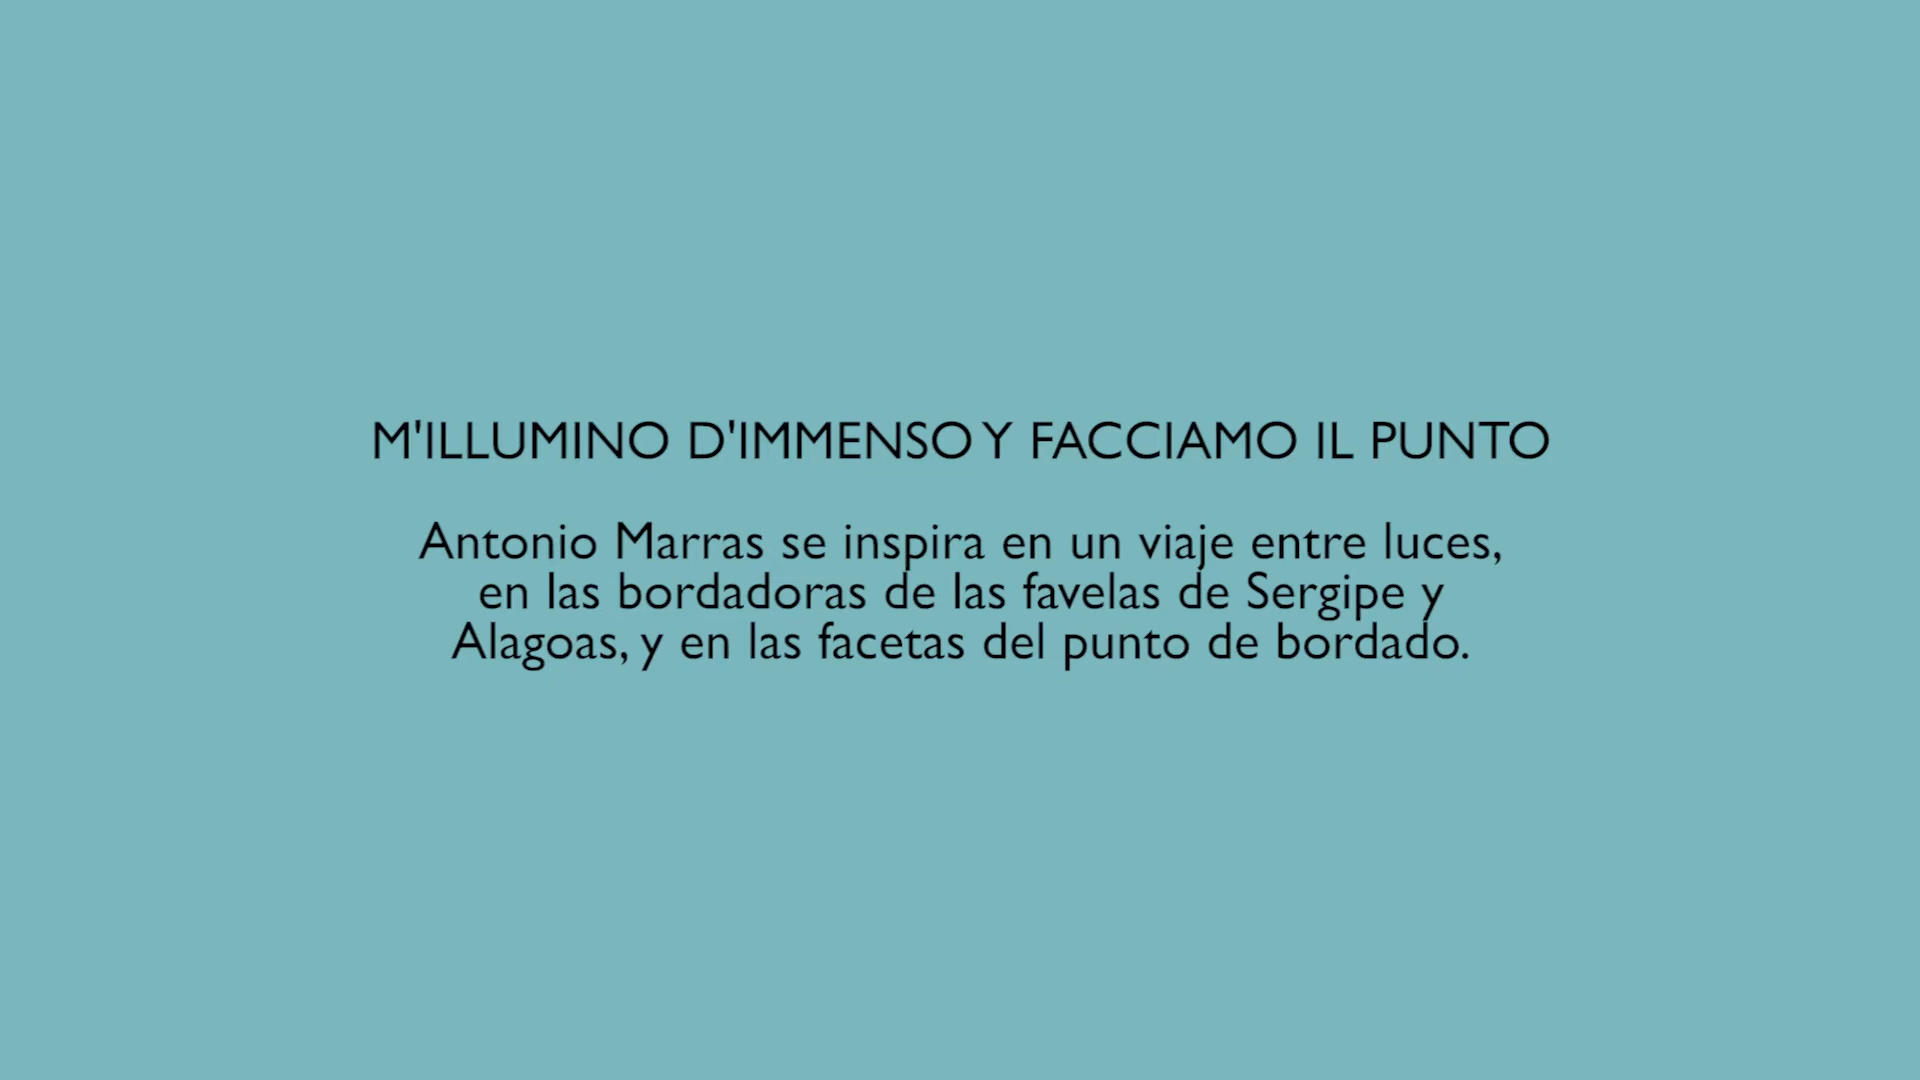 M'ILLUMINO D'IMMENSO Y FACCIAMO IL PUNTO
Antonio Marras se inspira en un viaje entre luces,
en las bordadoras de las favelas de Sergipe y
Alagoas, y en las facetas del punto de bordado.